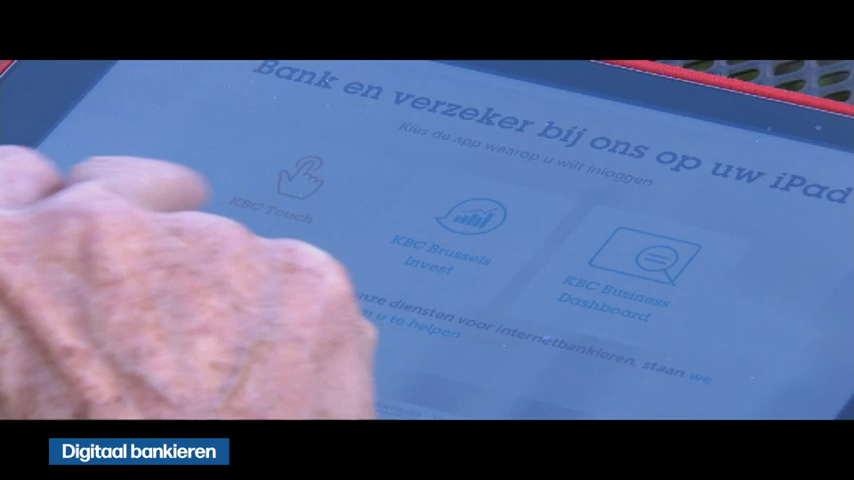 Bank en verzeker bij ons op uw iPad
Kies de app waarop u wilt inloggen
KBC Touch
KBC Brussels
Invest
KBC Business
Dashboard
nze diensten voor internetbankieren, staan we
u te helpen
Digitaal bankieren